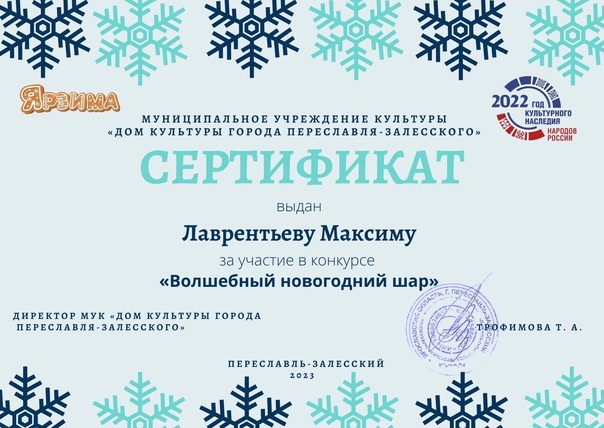 Ярзима
2022 год
культурного
наследия
народов
России
МУНИЦИПАЛЬНОЕ УЧРЕЖДЕНИЕ КУЛЬТУРЫ
«ДОМ КУЛЬТУРЫ ГОРОДА ПЕРЕСЛАВЛЯ-ЗАЛЕССКОГО»
СЕРТИФИКАТ
выдан
Лаврентьеву Максиму
за участие в конкурсе
«Волшебный новогодний шар»
ДИРЕКТОР МУК «ДОМ КУЛЬТУРЫ ГОРОДА
ПЕРЕСЛАВЛЯ-ЗАЛЕССКОГО»
ТРОФИМОВА Т. А.
ПЕРЕСЛАВЛЬ-ЗАЛЕССКИЙ
2023